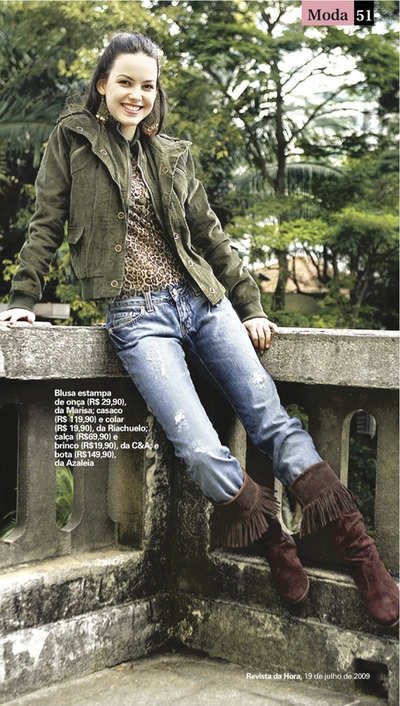 Moda 51
Blusa estampa
de onça (R$ 29,90),
da Marisa; casaco
(R$ 119,90) e colar
(R$ 19,90), da Riachuelo;
calça (R$69,90) e
brinco (R$19,90), da C&A; e
bota (R$149,90),
da Azaleia
Revista da Hora, 19 de julho de 2009